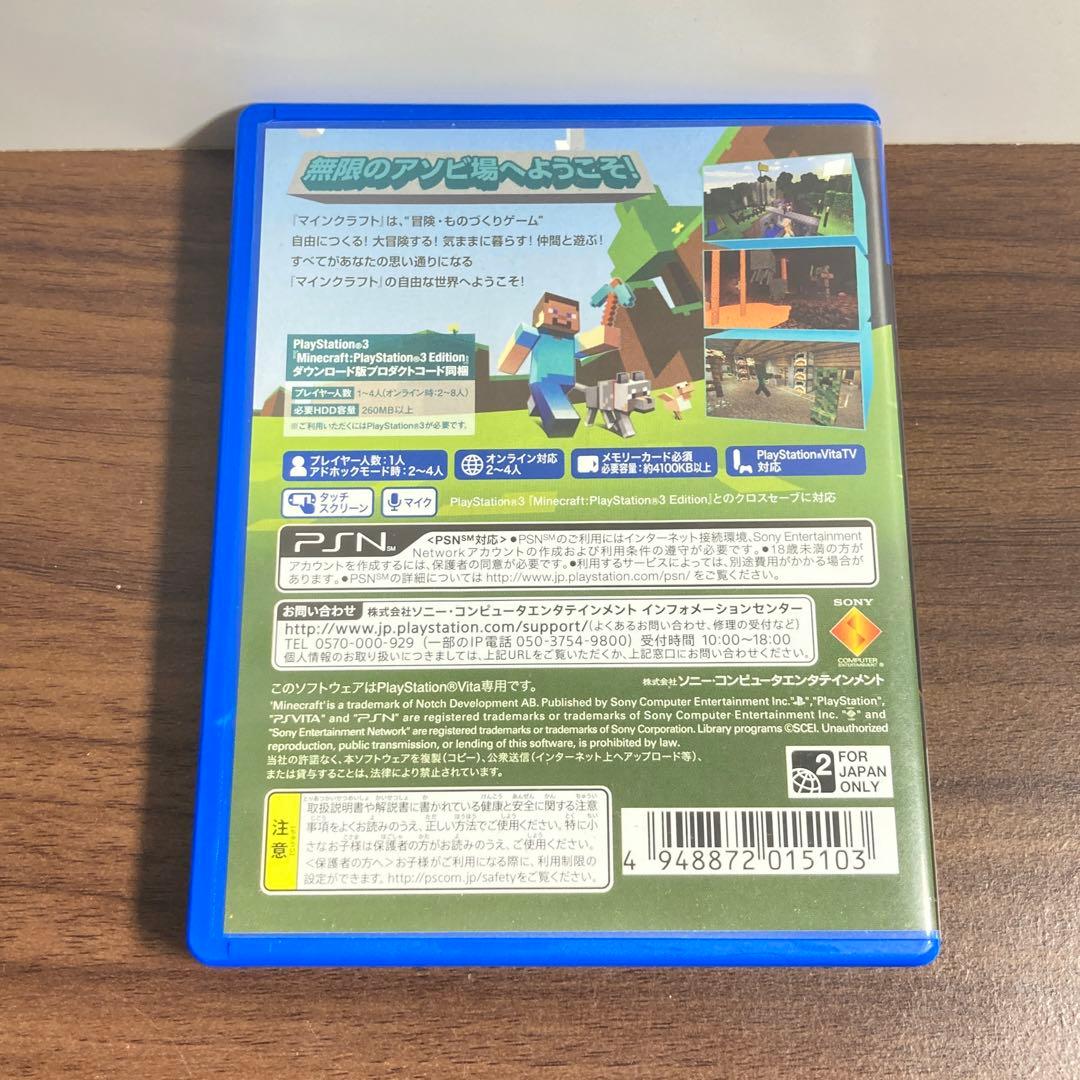 無限のアソビ場へようこそ!
『マインクラフト』は、"冒険・ものづくりゲーム"
自由につくる! 大冒険する! 気ままに暮らす! 仲間と遊ぶ!
すべてがあなたの思い通りになる
『マインクラフト』の自由な世界へようこそ!
PlayStation®3
『Minecraft:PlayStation®3 Edition』
ダウンロード版プロダクトコード同梱
プレイヤー人数 1~4人(オンライン時:2~8人)
必要HDD容量 260MB以上
※ご利用いただくにはPlayStation®3が必要です。
プレイヤー人数:1人
アドホックモード時:2~4人
オンライン対応
2~4人
メモリーカード必須
必要容量:約4100KB以上
PlayStation®VitaTV
対応
タッチ
スクリーン
マイク
PlayStation®3『Minecraft:PlayStation®3 Edition』とのクロスセーブに対応
PSN SM
<PSN℠対応> ●PSN℠のご利用にはインターネット接続環境、Sony Entertainment
Networkアカウントの作成および利用条件の遵守が必要です。●18歳未満の方が
アカウントを作成するには、保護者の同意が必要です。●利用するサービスによっては、別途費用がかかる場合が
あります。●PSN℠の詳細については http://www.jp.playstation.com/psn/ をご覧ください。
お問い合わせ 株式会社ソニー・コンピュータエンタテインメント インフォメーションセンター
http://www.jp.playstation.com/support/(よくあるお問い合わせ、修理の受付など)
TEL 0570-000-929 (一部のIP電話 050-3754-9800) 受付時間 10:00~18:00
個人情報のお取り扱いにつきましては、上記URLをご覧いただくか、上記窓口にお問い合わせください。
SONY
COMPUTER
ENTERTAINMENT®
株式会社ソニー・コンピュータエンタテインメント
このソフトウェアはPlayStation®Vita専用です。
'Minecraft' is a trademark of Notch Development AB. Published by Sony Computer Entertainment Inc. "","PlayStation",
"PSVITA" and "PSN" are registered trademarks or trademarks of Sony Computer Entertainment Inc. "" and
"Sony Entertainment Network" are registered trademarks or trademarks of Sony Corporation. Library programs ©SCEI. Unauthorized
reproduction, public transmission, or lending of this software, is prohibited by law.
当社の許諾なく、本ソフトウェアを複製(コピー)、公衆送信(インターネット上へアップロード等)、
または貸与することは、法律により禁止されています。
2
FOR
JAPAN
ONLY
注意
取扱説明書や解説書に書かれている健康と安全に関する注意
事項をよくお読みのうえ、正しい方法でご使用ください。特に小
さなお子様は保護者の方がお読みのうえ、ご使用ください。
<保護者の方へ>お子様がご利用になる際に、利用制限の
設定ができます。http://pscom.jp/safetyをご覧ください。
4 948872 015103